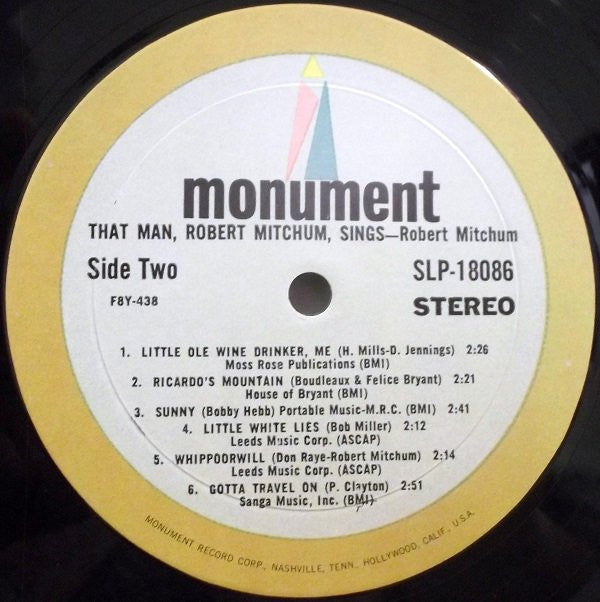 monument
THAT MAN, ROBERT MITCHUM, SINGS—Robert Mitchum
Side Two SLP-18086
F8Y-438 STEREO
1. LITTLE OLE WINE DRINKER, ME (H. Mills-D. Jennings) 2:26
Moss Rose Publications (BMI)
2. RICARDO'S MOUNTAIN (Boudleaux & Felice Bryant) 2:21
House of Bryant (BMI)
3. SUNNY (Bobby Hebb) Portable Music-M.R.C. (BMI) 2:41
4. LITTLE WHITE LIES (Bob Miller) 2:12
Leeds Music Corp. (ASCAP)
5. WHIPPOORWILL (Don Raye-Robert Mitchum) 2:14
Leeds Music Corp. (ASCAP)
6. GOTTA TRAVEL ON (P. Clayton) 2:51
Sanga Music, Inc. (BMI)
MONUMENT RECORD CORP., NASHVILLE, TENN., HOLLYWOOD, CALIF., U.S.A.